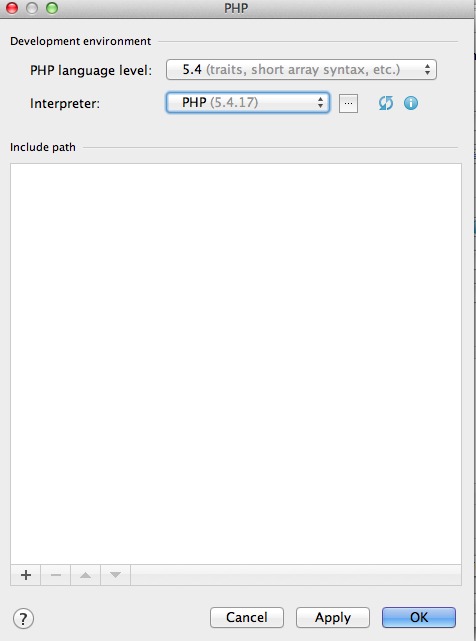 PHP
Development environment
PHP language level: 5.4 (traits, short array syntax, etc.)
Interpreter: PHP (5.4.17) ...
Include path
Cancel Apply OK